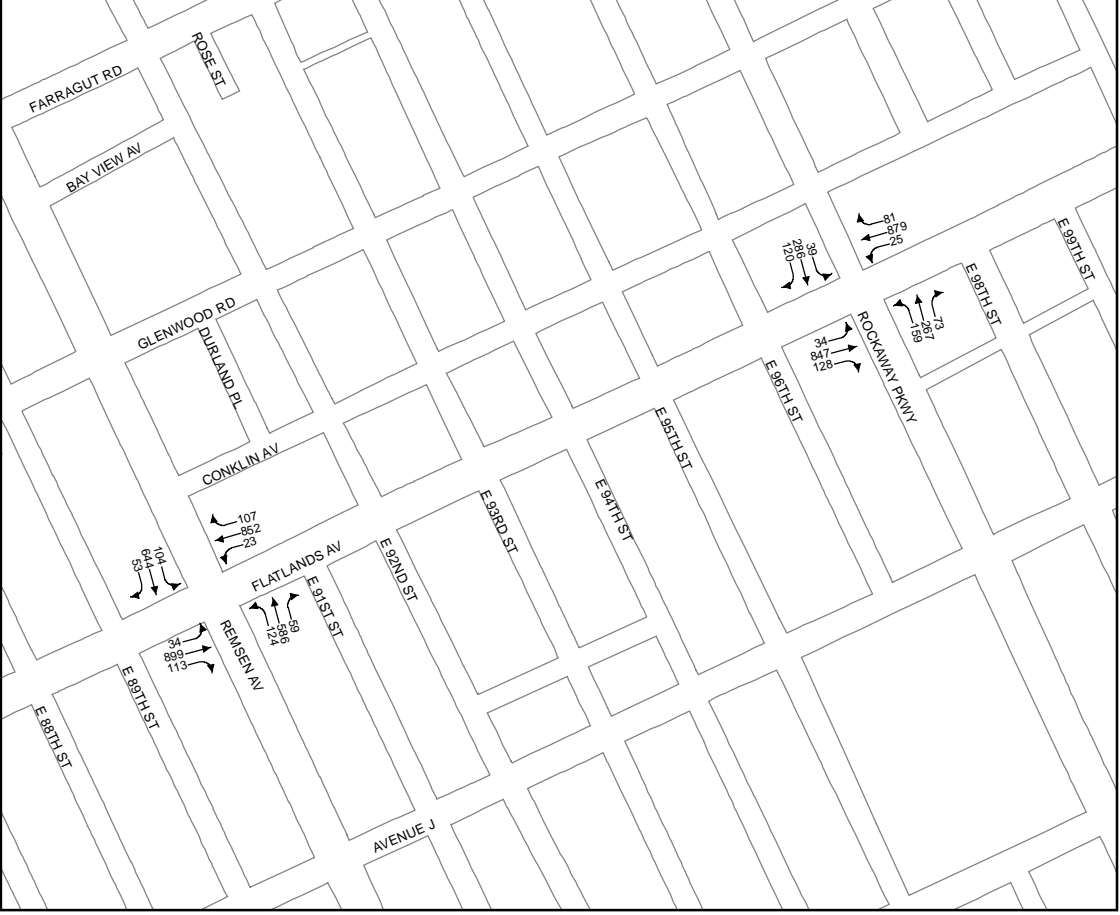 ROSE ST
FARRAGUT RD
BAY VIEW AV
81
879
25
E 99TH ST
39
286
120
E 98TH ST
GLENWOOD RD
DURLAND PL
73
267
159
34
847
128
ROCKAWAY PKWY
E 96TH ST
E 95TH ST
CONKLIN AV
E 94TH ST
E 93RD ST
107
852
23
E 92ND ST
FLATLANDS AV
104
644
53
E 91ST ST
59
586
124
34
899
113
REMSEN AV
E 89TH ST
E 88TH ST
AVENUE J